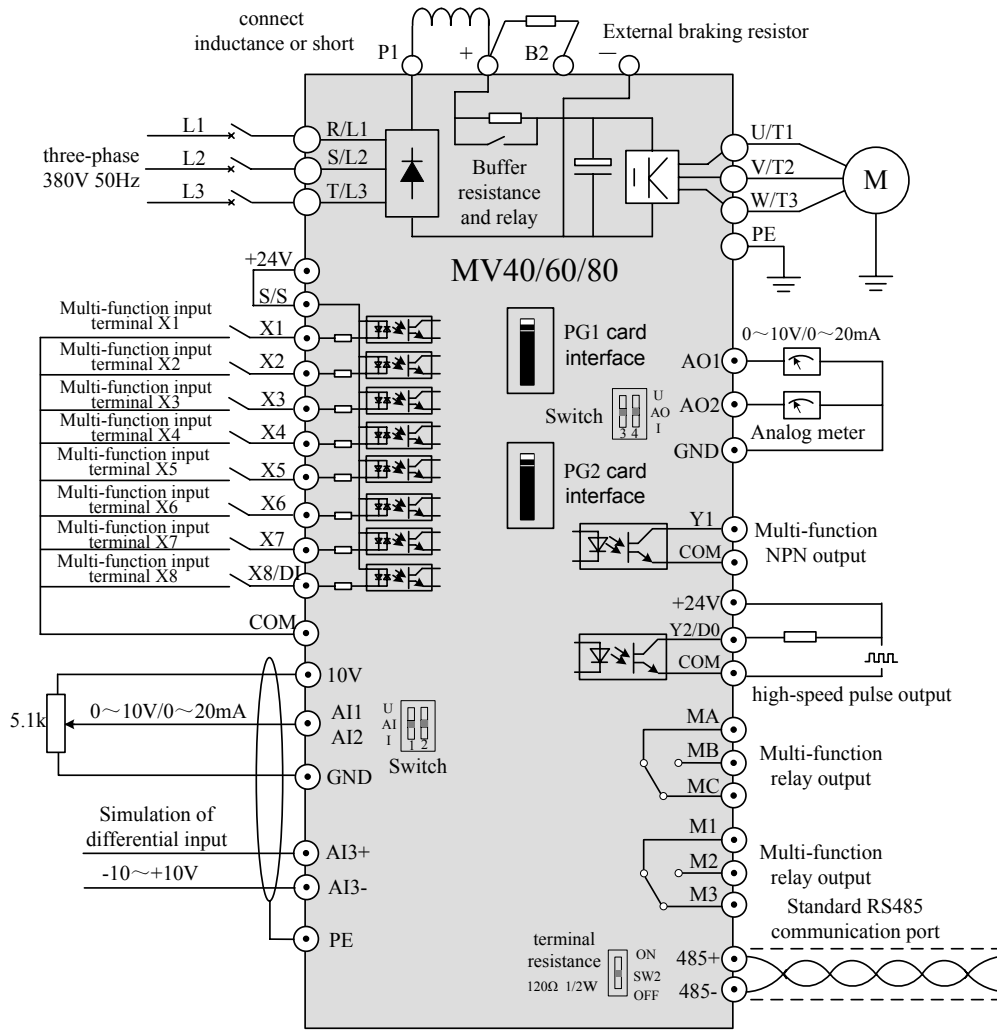 connect
inductance or short
P1
+
B2
—
External braking resistor
L1
R/L1
U/T1
three-phase
380V 50Hz
L2
S/L2
Buffer
resistance
and relay
V/T2
M
L3
T/L3
W/T3
PE
+24V
MV40/60/80
S/S
Multi-function input
terminal X1
X1
Multi-function input
terminal X2
X2
Multi-function input
terminal X3
X3
Multi-function input
terminal X4
X4
Multi-function input
terminal X5
X5
Multi-function input
terminal X6
X6
Multi-function input
terminal X7
X7
Multi-function input
terminal X8
X8/DI
COM
PG1 card
interface
Switch
U
AO
I
3 4
PG2 card
interface
0~10V/0~20mA
AO1
AO2
Analog meter
GND
Y1
COM
Multi-function
NPN output
+24V
Y2/D0
COM
high-speed pulse output
10V
5.1k
0~10V/0~20mA
AI1
AI2
U
AI
I
1 2
Switch
GND
MA
MB
MC
Multi-function
relay output
Simulation of
differential input
AI3+
-10~+10V
AI3-
PE
M1
M2
M3
Multi-function
relay output
Standard RS485
communication port
terminal
resistance
120Ω 1/2W
ON
SW2
OFF
485+
485-